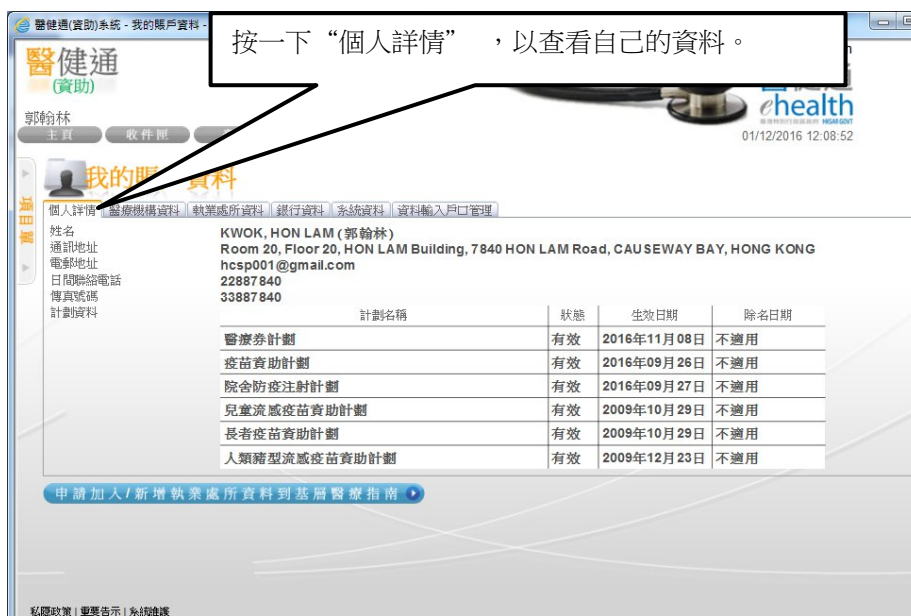 醫健通(資助)系統 - 我的賬戶資料 -
按一下“個人詳情”，以查看自己的資料。
醫健通
(資助)
ehealth
郭翰林
主頁
收件匣
01/12/2016 12:08:52
我的賬
資料
項目單
個人詳情
醫療機構資料
執業處所資料
銀行資料
系統資料
資料輸入戶口管理
姓名 KWOK, HON LAM (郭翰林)
通訊地址 Room 20, Floor 20, HON LAM Building, 7840 HON LAM Road, CAUSEWAY BAY, HONG KONG
電郵地址 hcsp001@gmail.com
日間聯絡電話 22887840
傳真號碼 33887840
計劃資料
計劃名稱 狀態 生效日期 除名日期
醫療券計劃 有效 2016年11月08日 不適用
疫苗資助計劃 有效 2016年09月26日 不適用
院舍防疫注射計劃 有效 2016年09月27日 不適用
兒童流感疫苗資助計劃 有效 2009年10月29日 不適用
長者疫苗資助計劃 有效 2009年10月29日 不適用
人類豬型流感疫苗資助計劃 有效 2009年12月23日 不適用
申請加入/新增執業處所資料到基層醫療指南
私隱政策 | 重要告示 | 系統維護